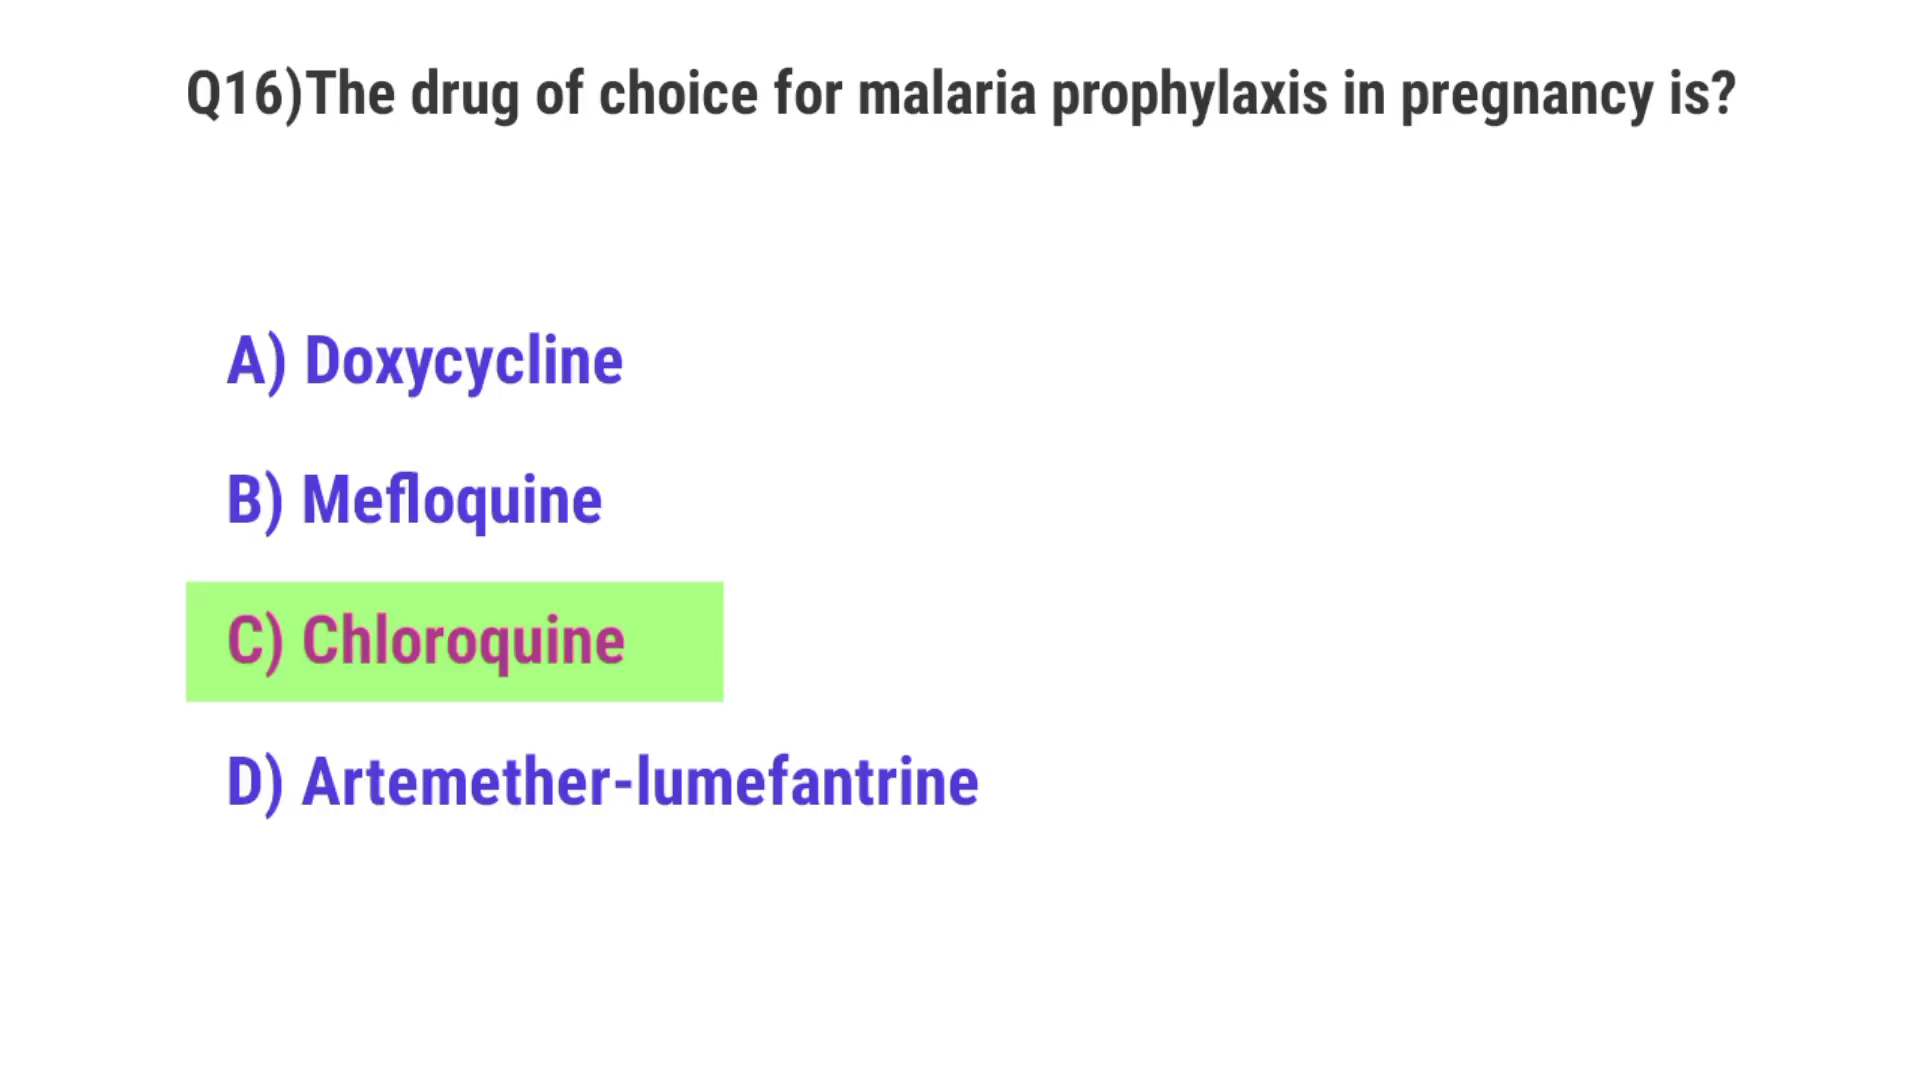 Q16)The drug of choice for malaria prophylaxis in pregnancy is?
A) Doxycycline
B) Mefloquine
C) Chloroquine
D) Artemether-lumefantrine